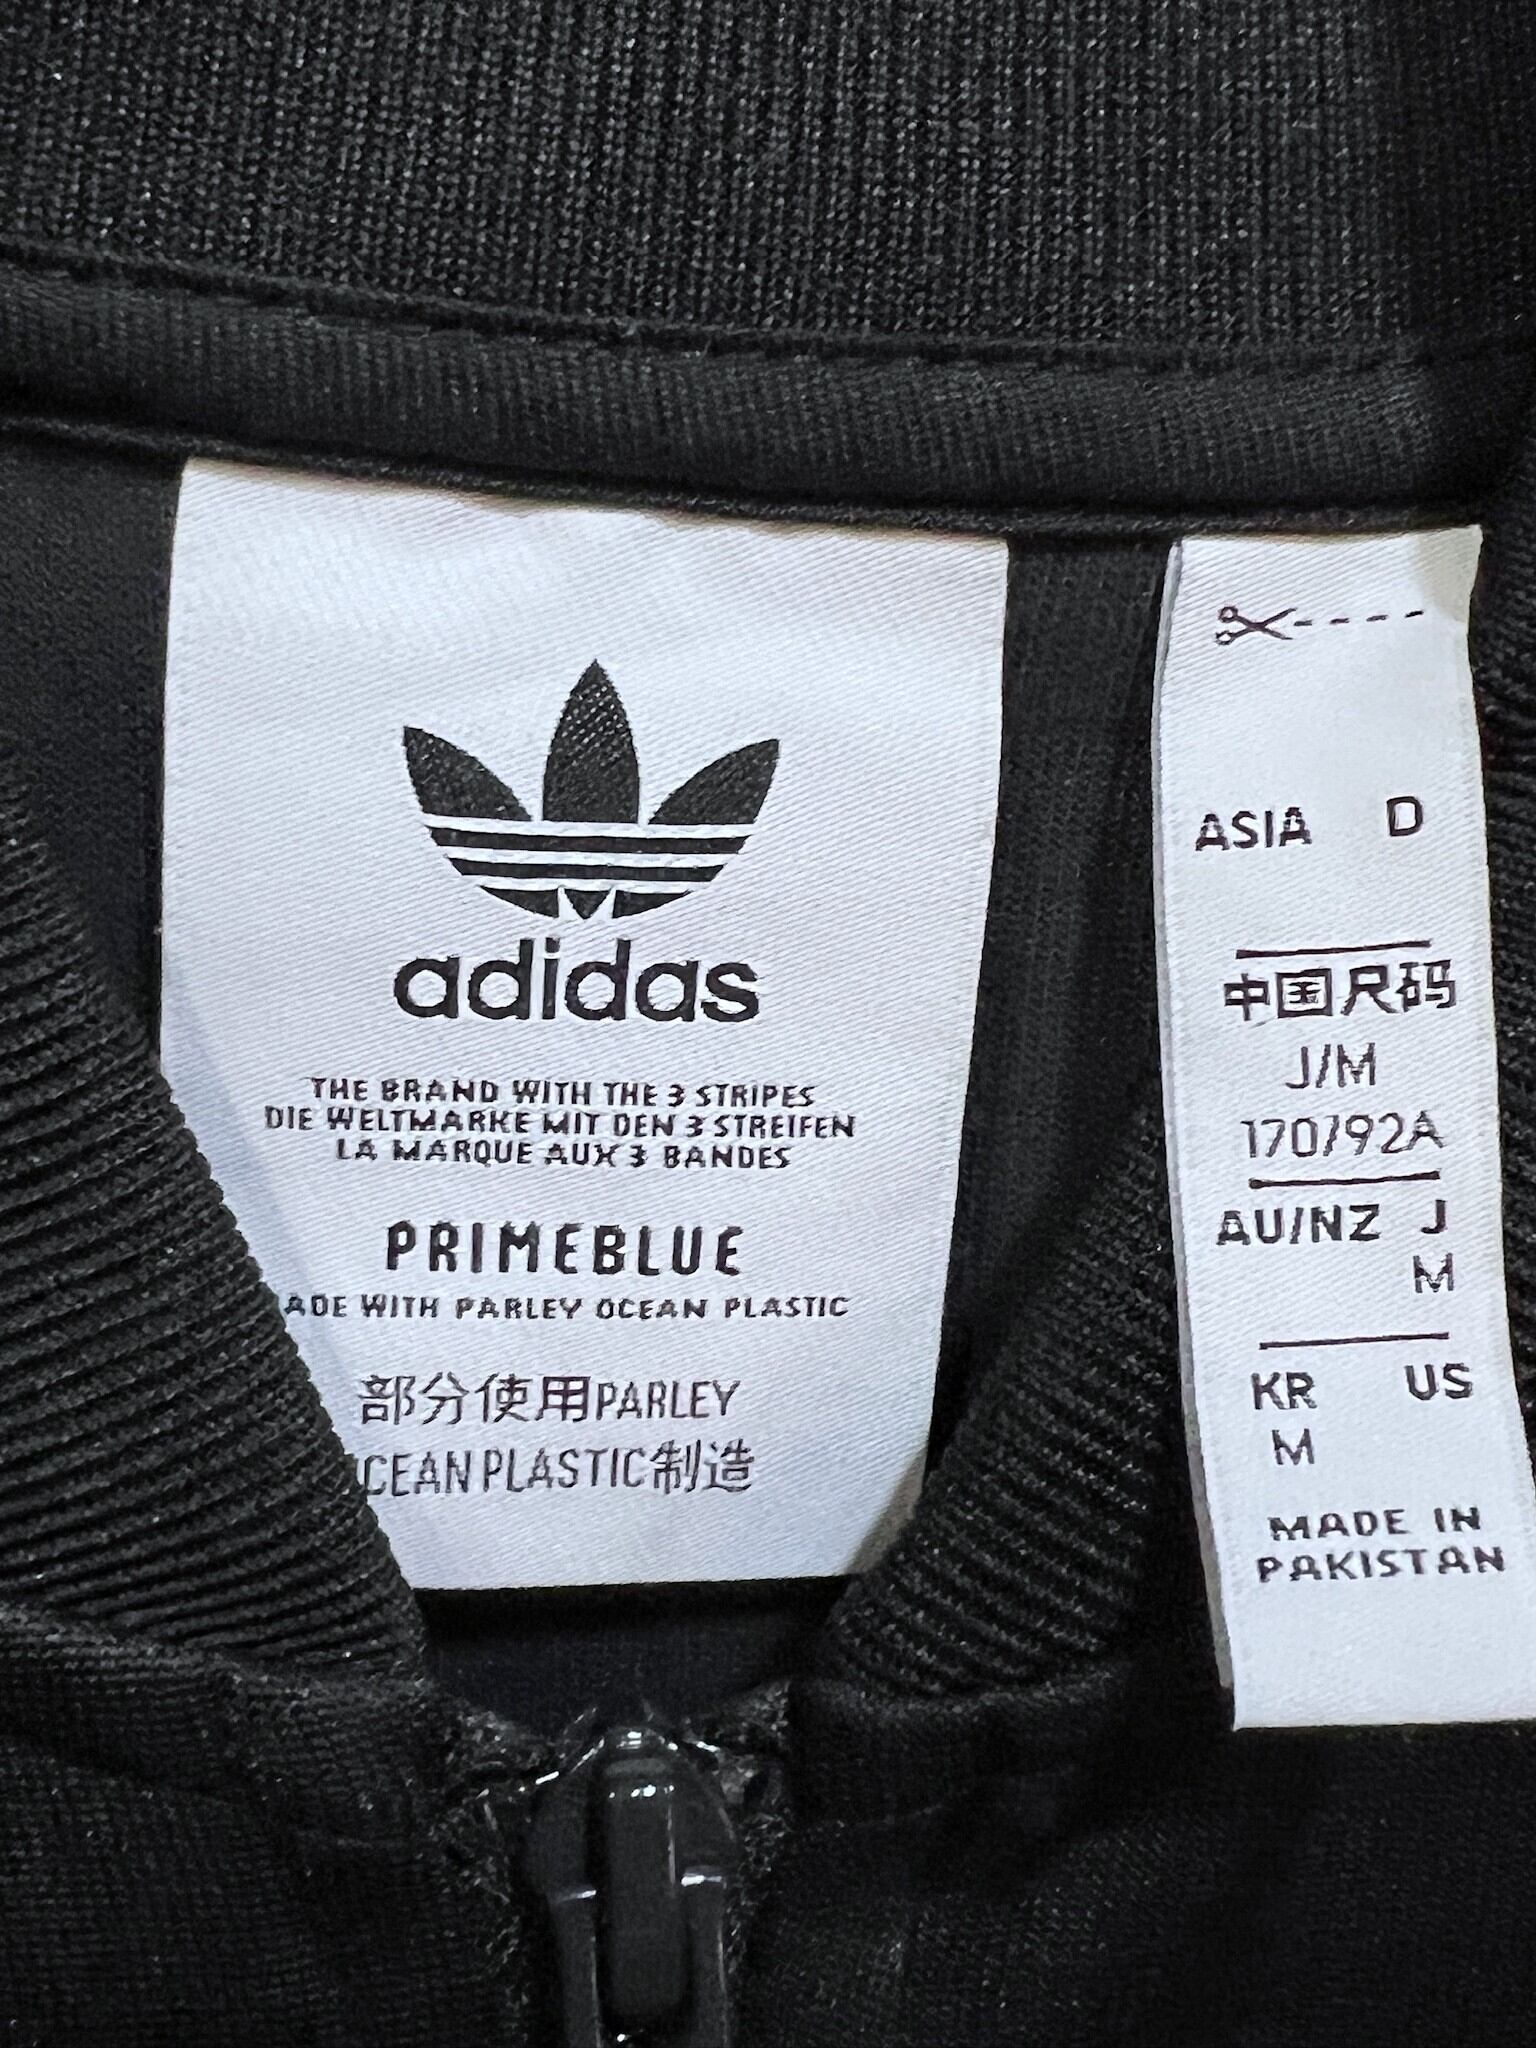 adidas
THE BRAND WITH THE 3 STRIPES
DIE WELTMARKE MIT DEN 3 STREIFEN
LA MARQUE AUX 3 BANDES
PRIMEBLUE
ADE WITH PARLEY OCEAN PLASTIC
部分使用PARLEY
CEAN PLASTIC制造
ASIA D
中国尺码
J/M
170/92A
AU/NZ J
M
KR US
M
MADE IN
PAKISTAN